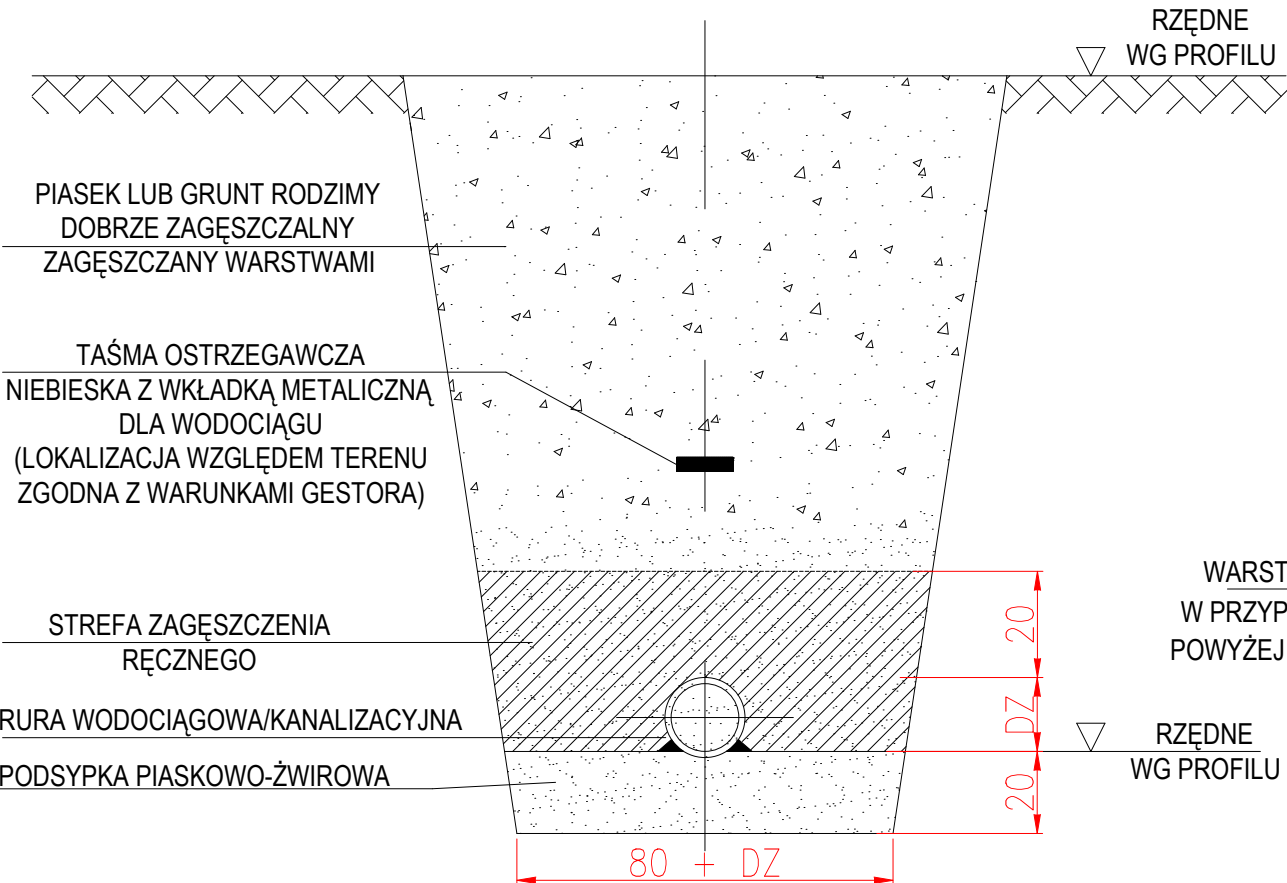 RZĘDNE
WG PROFILU
PIASEK LUB GRUNT RODZIMY
DOBRZE ZAGĘSZCZALNY
ZAGĘSZCZANY WARSTWAMI
TAŚMA OSTRZEGAWCZA
NIEBIESKA Z WKŁADKĄ METALICZNĄ
DLA WODOCIĄGU
(LOKALIZACJA WZGLĘDEM TERENU
ZGODNA Z WARUNKAMI GESTORA)
WARST
W PRZYP
POWYŻEJ
20
STREFA ZAGĘSZCZENIA
RĘCZNEGO
DZ
RURA WODOCIĄGOWA/KANALIZACYJNA
RZĘDNE
WG PROFILU
PODSYPKA PIASKOWO-ŻWIROWA
20
80 + DZ